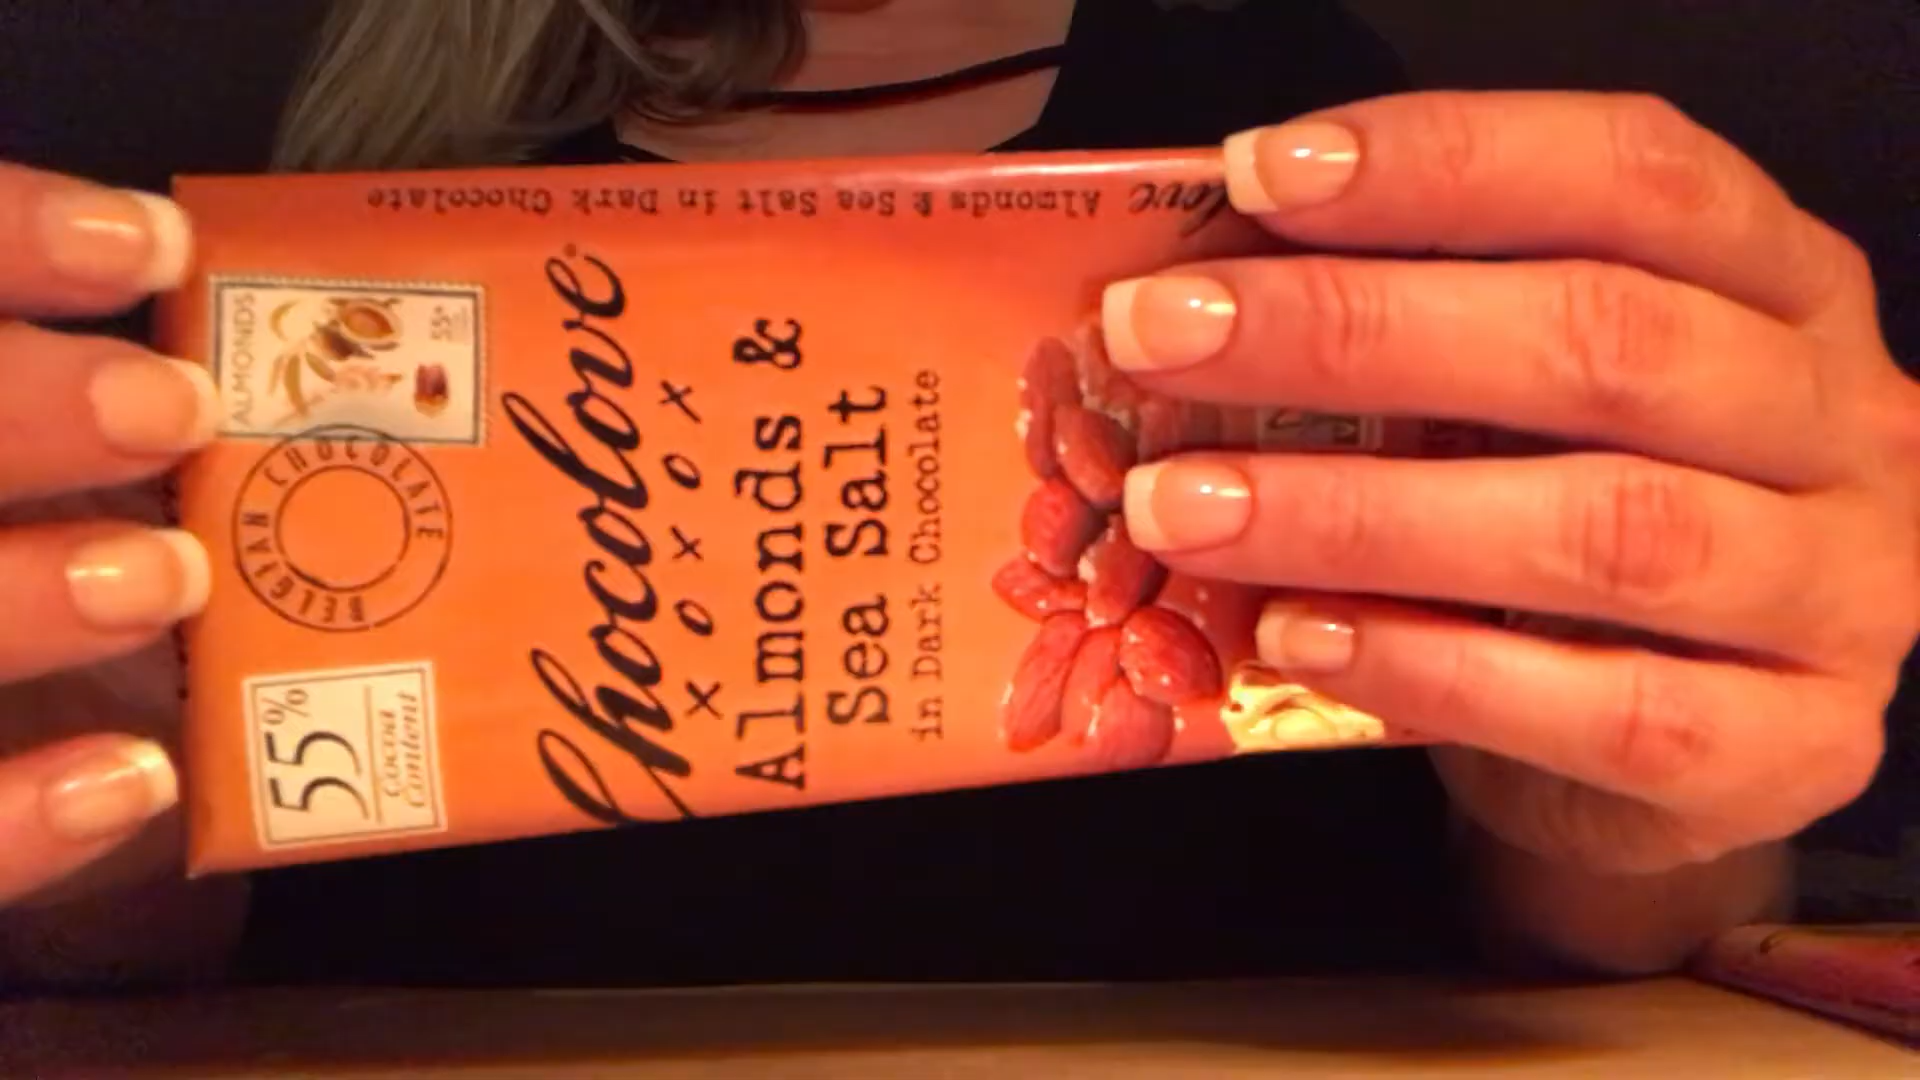 Almonds & Sea Salt in Dark Chocolate
ALMONDS
55¢
BELGIAN CHOCOLATE
55%
Cocoa
Content
Chocolove
x o x o x
Almonds &
Sea Salt
in Dark Chocolate